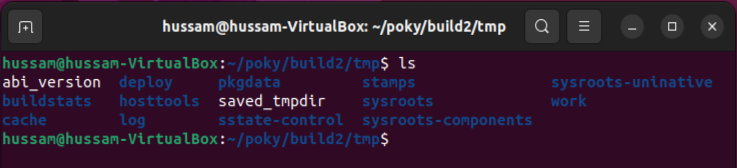 hussam@hussam-VirtualBox: ~/poky/build2/tmp
hussam@hussam-VirtualBox:~/poky/build2/tmp$ ls
abi_version deploy pkgdata stamps sysroots-uninative
buildstats hosttools saved_tmpdir sysroots work
cache log sstate-control sysroots-components
hussam@hussam-VirtualBox:~/poky/build2/tmp$